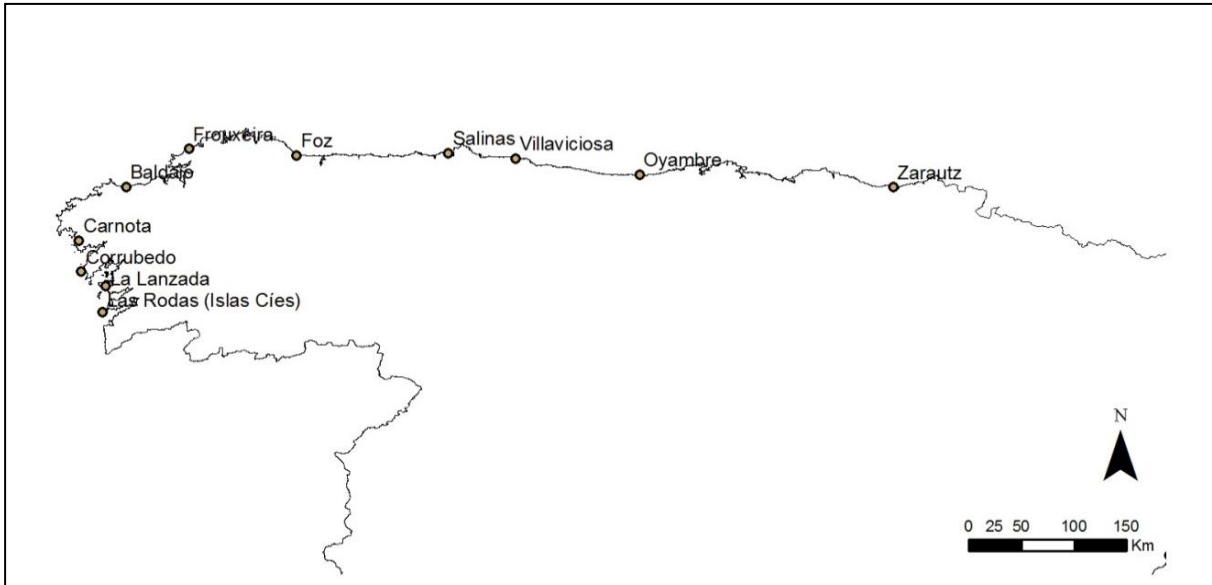 Frouxeira
Foz
Salinas
Villaviciosa
Baldaio
Oyambre
Zarautz
Carnota
Corrubedo
La Lanzada
Las Rodas (Islas Cíes)
N
0 25 50 100 150
Km